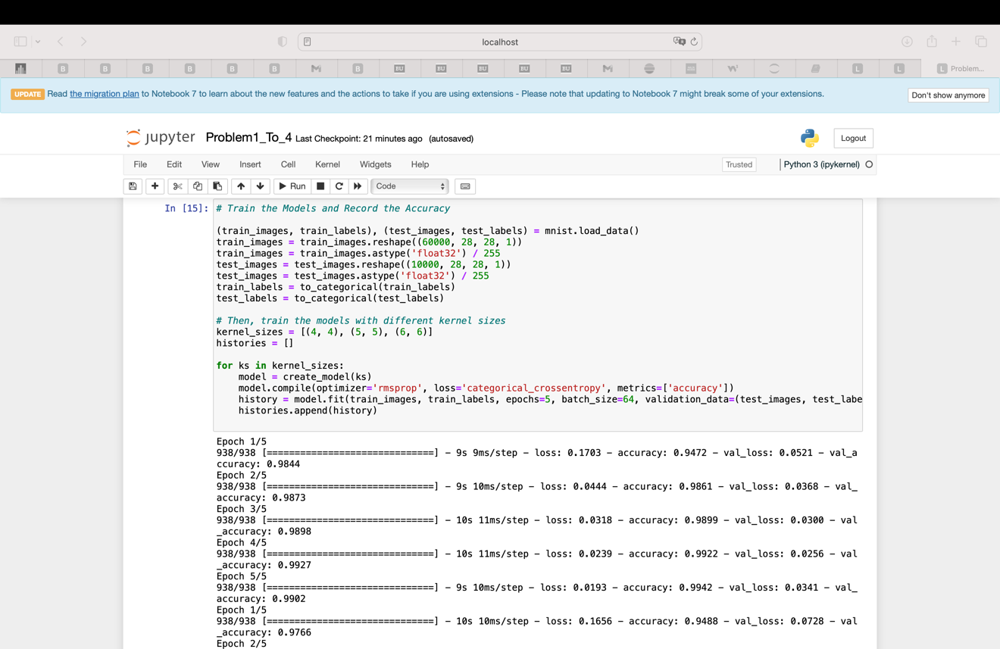 localhost
B B B B B B B BU BU BU BU BU L L L Problem...
UPDATE Read the migration plan to Notebook 7 to learn about the new features and the actions to take if you are using extensions - Please note that updating to Notebook 7 might break some of your extensions. Don't show anymore
jupyter Problem1_To_4 Last Checkpoint: 21 minutes ago (autosaved) Logout
File Edit View Insert Cell Kernel Widgets Help Trusted Python 3 (ipykernel)
Run Code
In [15]: # Train the Models and Record the Accuracy
(train_images, train_labels), (test_images, test_labels) = mnist.load_data()
train_images = train_images.reshape((60000, 28, 28, 1))
train_images = train_images.astype('float32') / 255
test_images = test_images.reshape((10000, 28, 28, 1))
test_images = test_images.astype('float32') / 255
train_labels = to_categorical(train_labels)
test_labels = to_categorical(test_labels)
# Then, train the models with different kernel sizes
kernel_sizes = [(4, 4), (5, 5), (6, 6)]
histories = []
for ks in kernel_sizes:
    model = create_model(ks)
    model.compile(optimizer='rmsprop', loss='categorical_crossentropy', metrics=['accuracy'])
    history = model.fit(train_images, train_labels, epochs=5, batch_size=64, validation_data=(test_images, test_labe
    histories.append(history)
Epoch 1/5
938/938 [==============================] - 9s 9ms/step - loss: 0.1703 - accuracy: 0.9472 - val_loss: 0.0521 - val_a
ccuracy: 0.9844
Epoch 2/5
938/938 [==============================] - 9s 10ms/step - loss: 0.0444 - accuracy: 0.9861 - val_loss: 0.0368 - val_
accuracy: 0.9873
Epoch 3/5
938/938 [==============================] - 10s 11ms/step - loss: 0.0318 - accuracy: 0.9899 - val_loss: 0.0300 - val
_accuracy: 0.9898
Epoch 4/5
938/938 [==============================] - 10s 11ms/step - loss: 0.0239 - accuracy: 0.9922 - val_loss: 0.0256 - val
_accuracy: 0.9927
Epoch 5/5
938/938 [==============================] - 9s 10ms/step - loss: 0.0193 - accuracy: 0.9942 - val_loss: 0.0341 - val_
accuracy: 0.9902
Epoch 1/5
938/938 [==============================] - 10s 10ms/step - loss: 0.1656 - accuracy: 0.9488 - val_loss: 0.0728 - val
_accuracy: 0.9766
Epoch 2/5